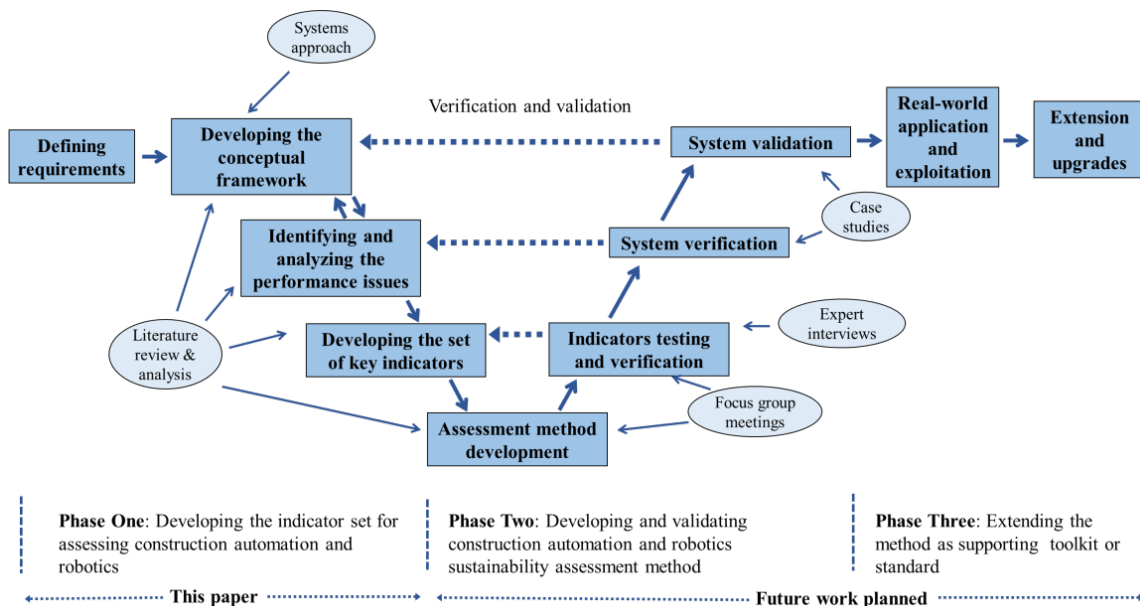 Systems
approach
Verification and validation
Defining
requirements
Developing the
conceptual
framework
System validation
Real-world
application
and
exploitation
Extension
and
upgrades
Identifying and
analyzing the
performance issues
System verification
Case
studies
Literature
review &
analysis
Developing the set
of key indicators
Indicators testing
and verification
Expert
interviews
Assessment method
development
Focus group
meetings
Phase One: Developing the indicator set for
assessing construction automation and
robotics
Phase Two: Developing and validating
construction automation and robotics
sustainability assessment method
Phase Three: Extending the
method as supporting toolkit or
standard
This paper
Future work planned